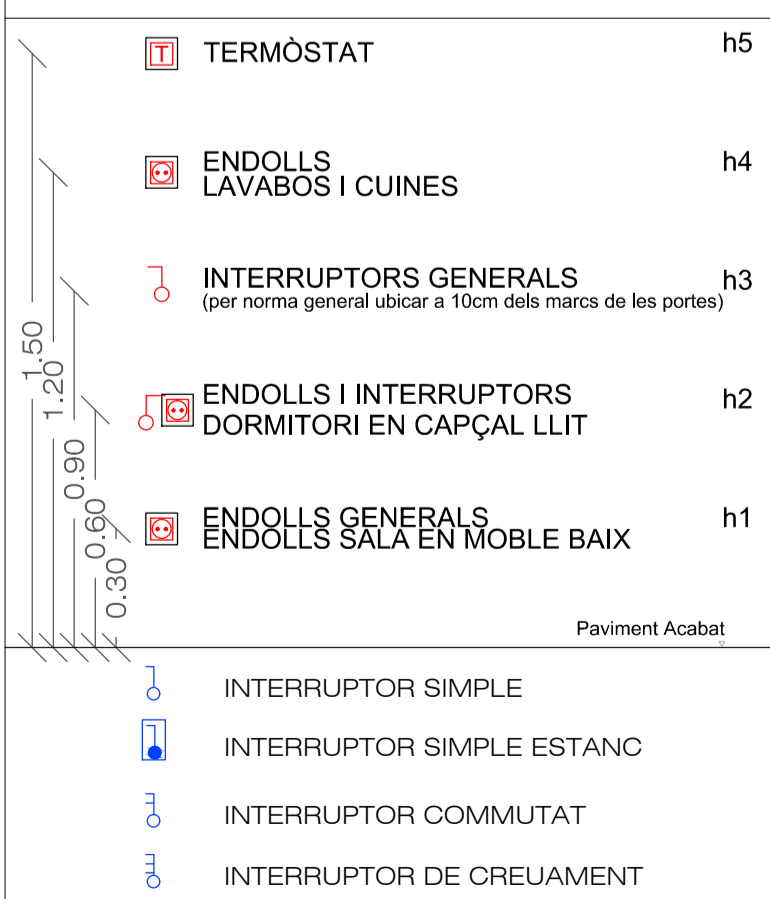 T TERMÒSTAT h5
ENDOLLS h4
LAVABOS I CUINES
INTERRUPTORS GENERALS h3
(per norma general ubicar a 10cm dels marcs de les portes)
ENDOLLS I INTERRUPTORS h2
DORMITORI EN CAPÇAL LLIT
ENDOLLS GENERALS h1
ENDOLLS SALA EN MOBLE BAIX
1.50
1.20
0.90
0.60
0.30
Paviment Acabat
INTERRUPTOR SIMPLE
INTERRUPTOR SIMPLE ESTANC
INTERRUPTOR COMMUTAT
INTERRUPTOR DE CREUAMENT